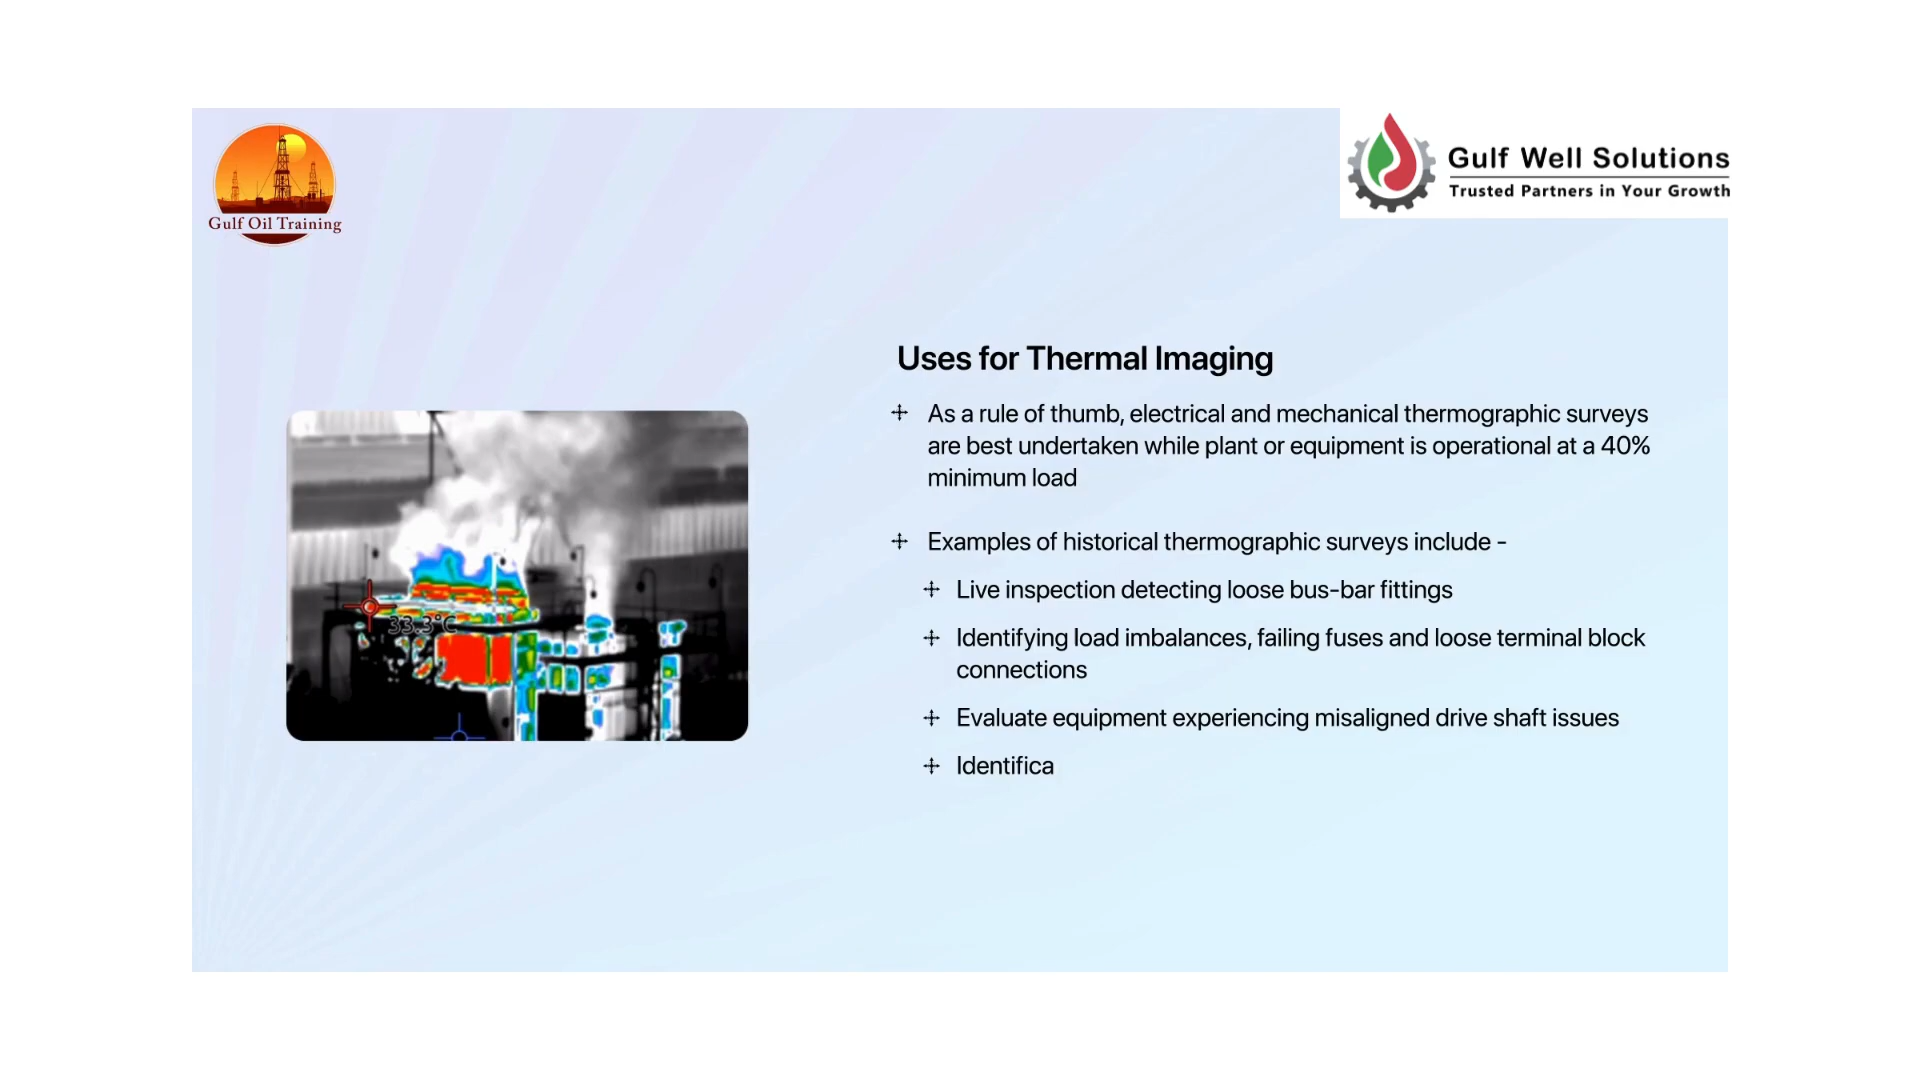 Gulf Oil Training
Gulf Well Solutions
Trusted Partners in Your Growth
Uses for Thermal Imaging
As a rule of thumb, electrical and mechanical thermographic surveys
are best undertaken while plant or equipment is operational at a 40%
minimum load
Examples of historical thermographic surveys include -
Live inspection detecting loose bus-bar fittings
Identifying load imbalances, failing fuses and loose terminal block
connections
Evaluate equipment experiencing misaligned drive shaft issues
Identifica
33.3°C